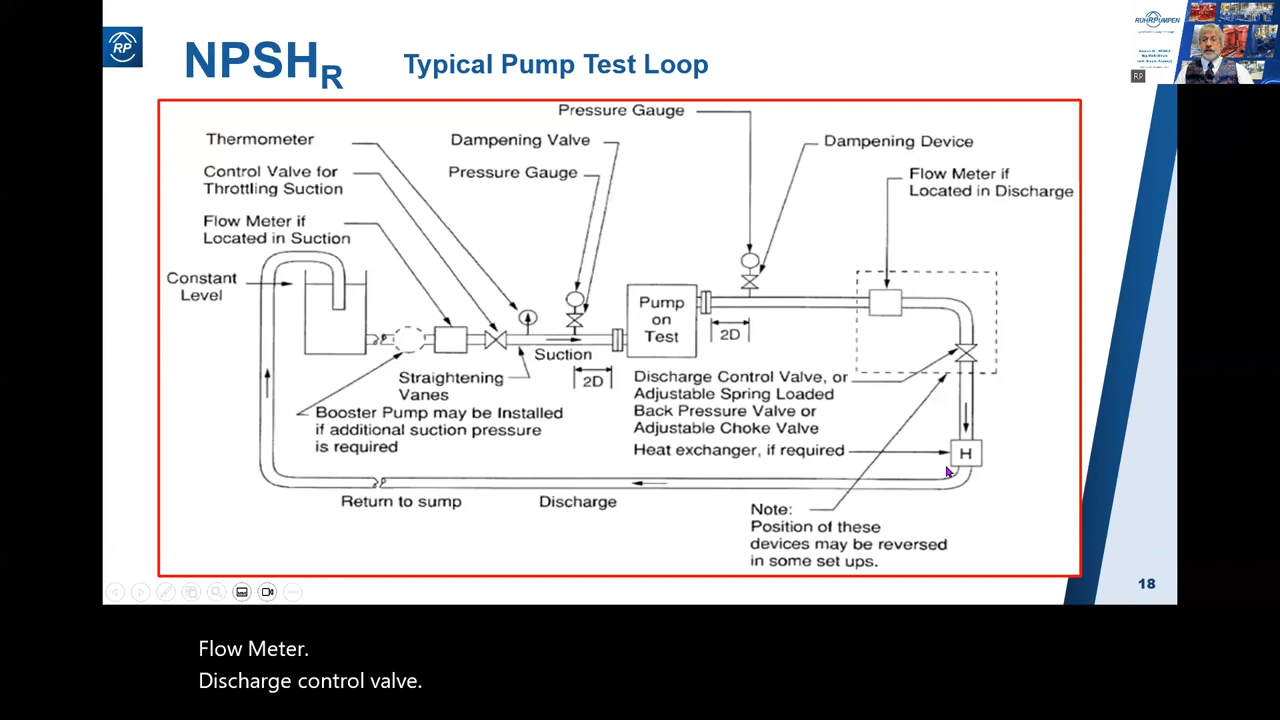 RP
NPSHR
Typical Pump Test Loop
RUHRPUMPEN
RP
Pressure Gauge
Thermometer
Dampening Valve
Dampening Device
Control Valve for
Throttling Suction
Pressure Gauge
Flow Meter if
Located in Discharge
Flow Meter if
Located in Suction
Constant
Level
Pump
on
Test
2D
Suction
2D
Straightening
Vanes
Discharge Control Valve, or
Adjustable Spring Loaded
Back Pressure Valve or
Adjustable Choke Valve
Booster Pump may be Installed
if additional suction pressure
is required
Heat exchanger, if required
H
Return to sump
Discharge
Note:
Position of these
devices may be reversed
in some set ups.
18
Flow Meter.
Discharge control valve.